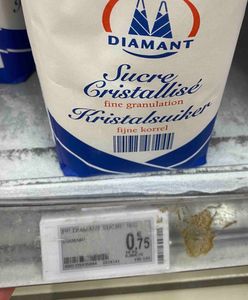 DIAMANT
Sucre
Cristallisé
fine granulation
Kristalsuiker
fijne korrel
0,75